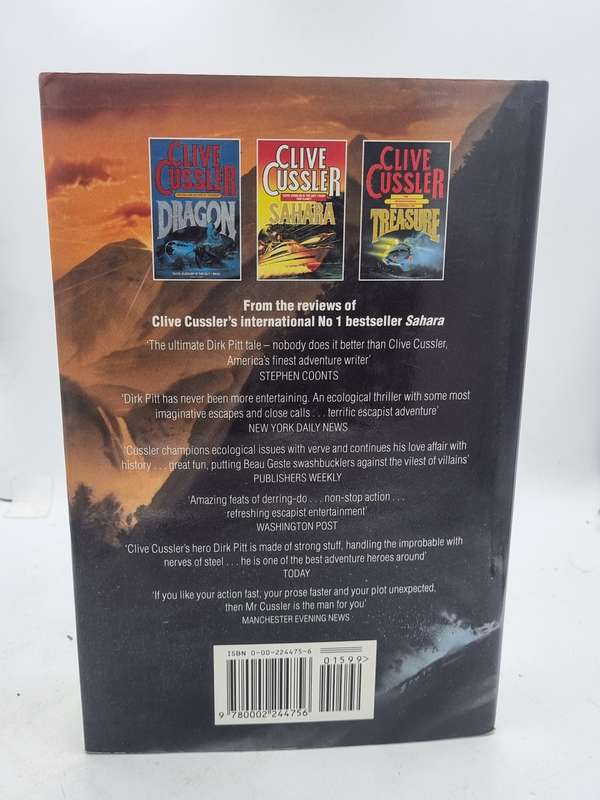 CLIVE
CUSSLER
DRAGON
CLIVE
CUSSLER
SAHARA
CLIVE
CUSSLER
TREASURE
From the reviews of
Clive Cussler's international No 1 bestseller Sahara
'The ultimate Dirk Pitt tale – nobody does it better than Clive Cussler,
America's finest adventure writer'
STEPHEN COONTS
'Dirk Pitt has never been more entertaining. An ecological thriller with some most
imaginative escapes and close calls . . . terrific escapist adventure'
NEW YORK DAILY NEWS
'Cussler champions ecological issues with verve and continues his love affair with
history . . . great fun, putting Beau Geste swashbucklers against the vilest of villains'
PUBLISHERS WEEKLY
'Amazing feats of derring-do . . . non-stop action . . .
refreshing escapist entertainment'
WASHINGTON POST
'Clive Cussler's hero Dirk Pitt is made of strong stuff, handling the improbable with
nerves of steel . . . he is one of the best adventure heroes around'
TODAY
'If you like your action fast, your prose faster and your plot unexpected,
then Mr Cussler is the man for you'
MANCHESTER EVENING NEWS
ISBN 0-00-224475-6
01599>
9 780002 244756